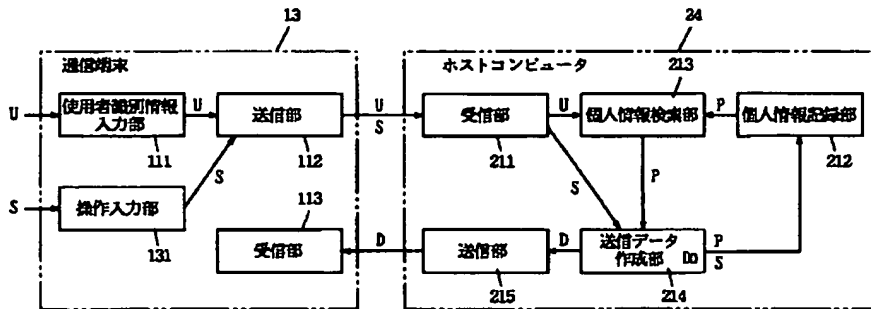 13
24
通信端末
ホストコンピュータ
213
U
使用者識別情報
入力部
U
送信部
U
S
受信部
U
個人情報検索部
P
個人情報記録部
111
112
211
212
S
S
P
S
操作入力部
113
131
受信部
D
送信部
D
送信データ
作成部
D0
P
S
215
214